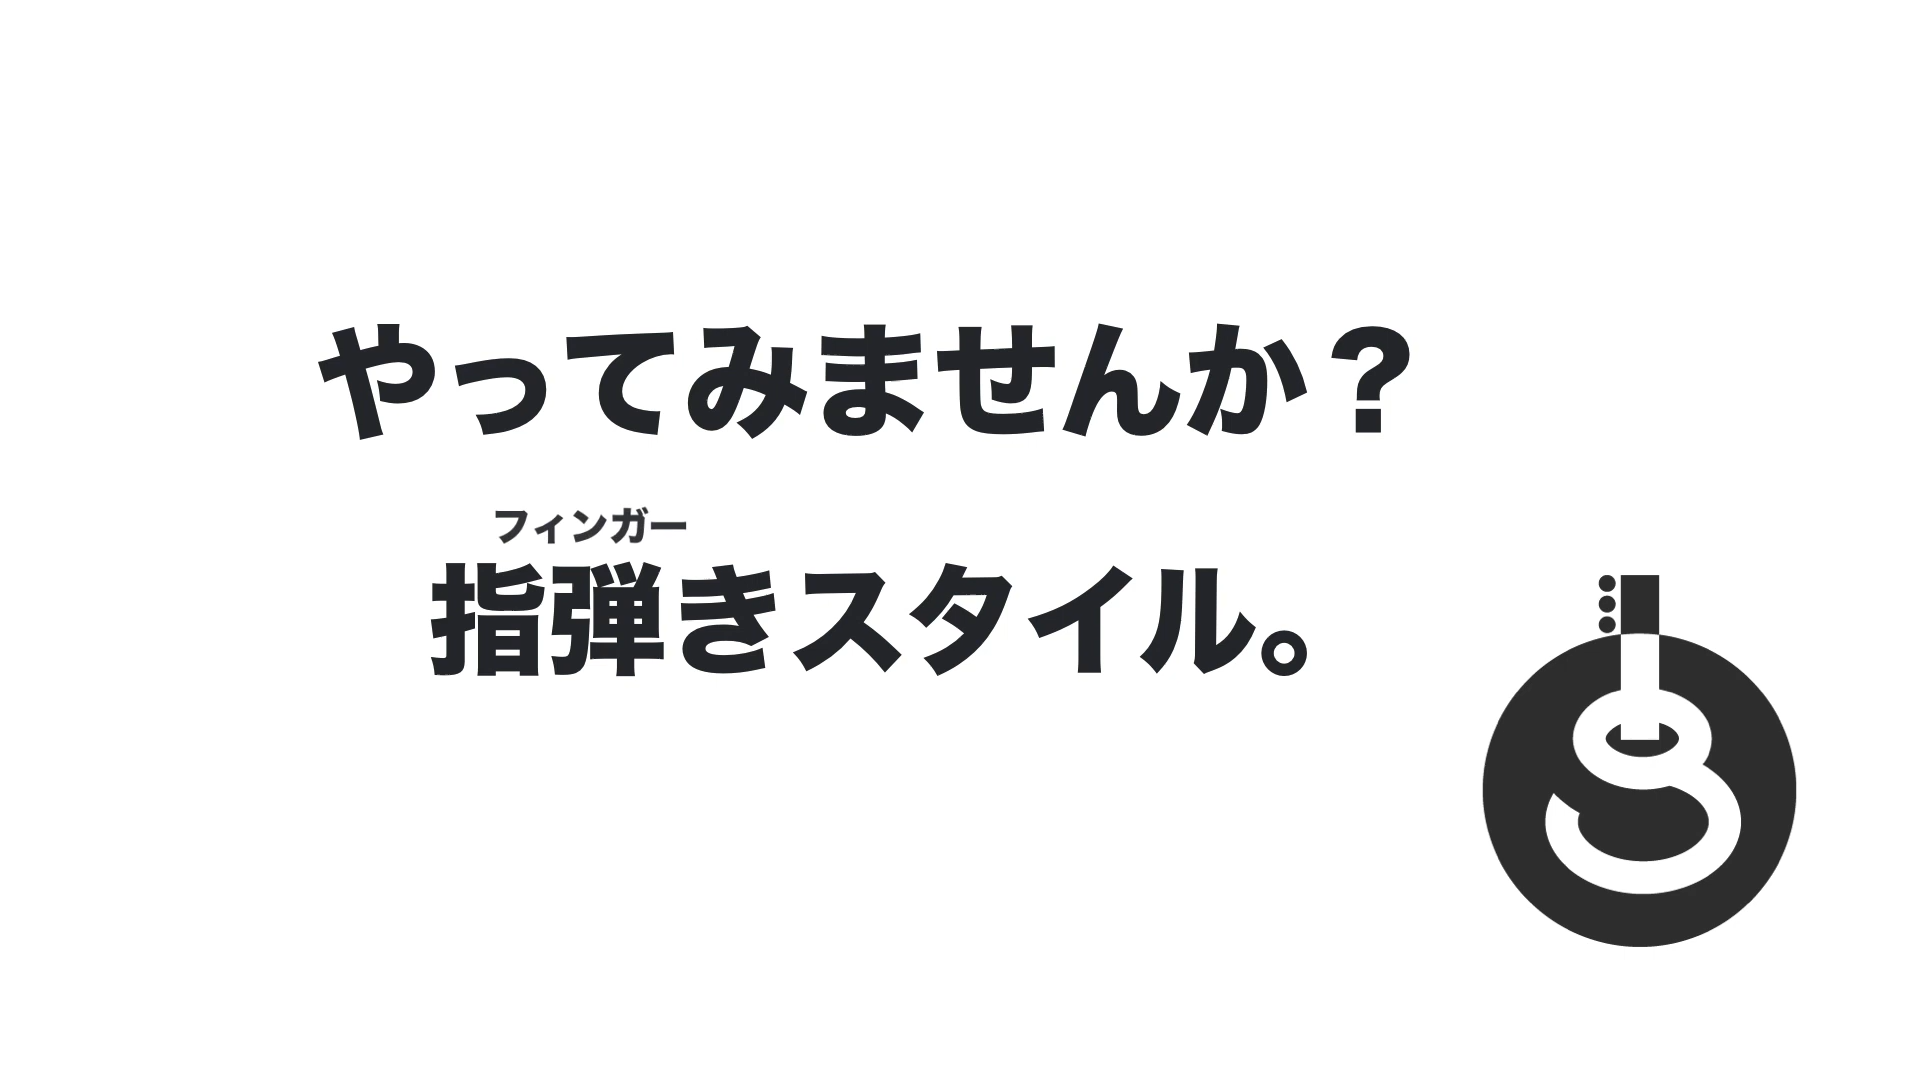 やってみませんか？
フィンガー
指弾きスタイル。